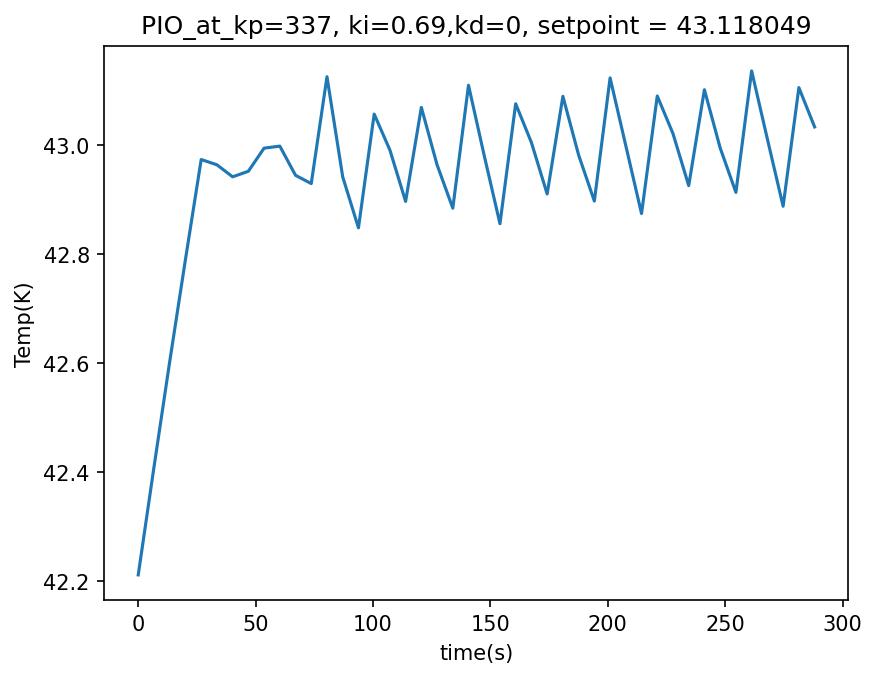 PIO_at_kp=337, ki=0.69,kd=0, setpoint = 43.118049
43.0
42.8
42.6
42.4
42.2
Temp(K)
0 50 100 150 200 250 300
time(s)